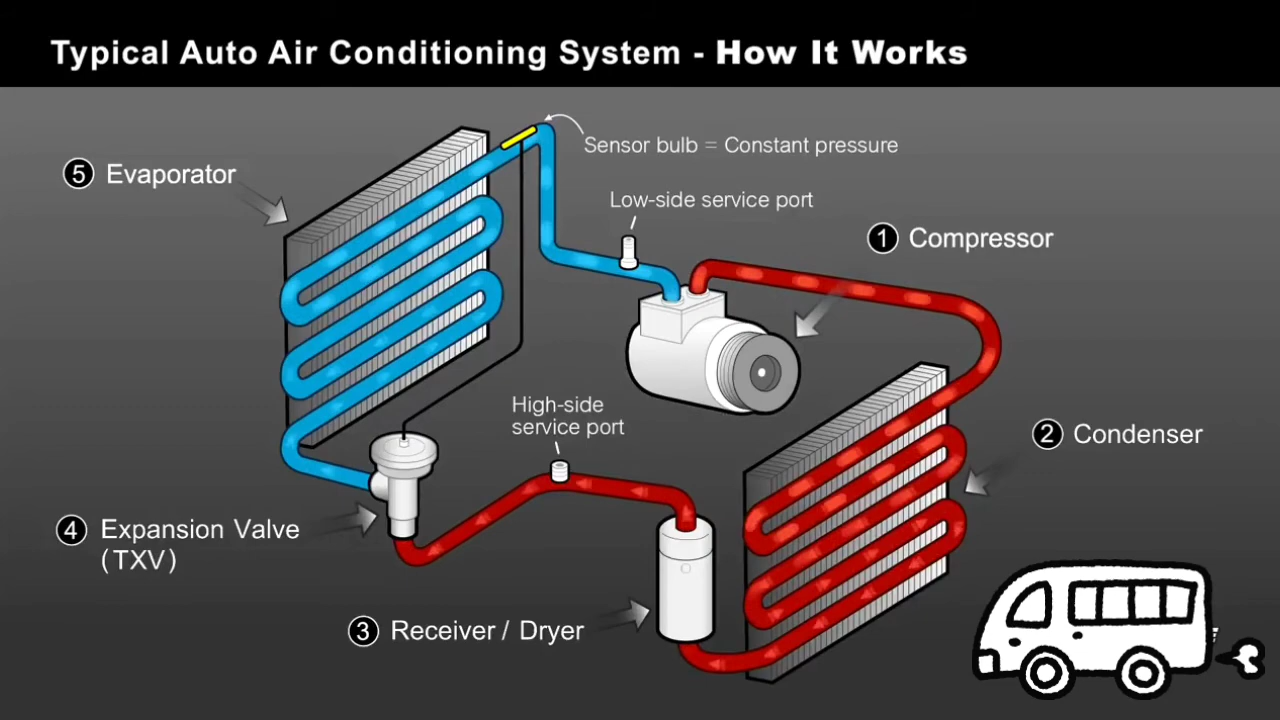 Typical Auto Air Conditioning System - How It Works
Sensor bulb = Constant pressure
5 Evaporator
Low-side service port
1 Compressor
High-side
service port
2 Condenser
4 Expansion Valve
(TXV)
3 Receiver / Dryer